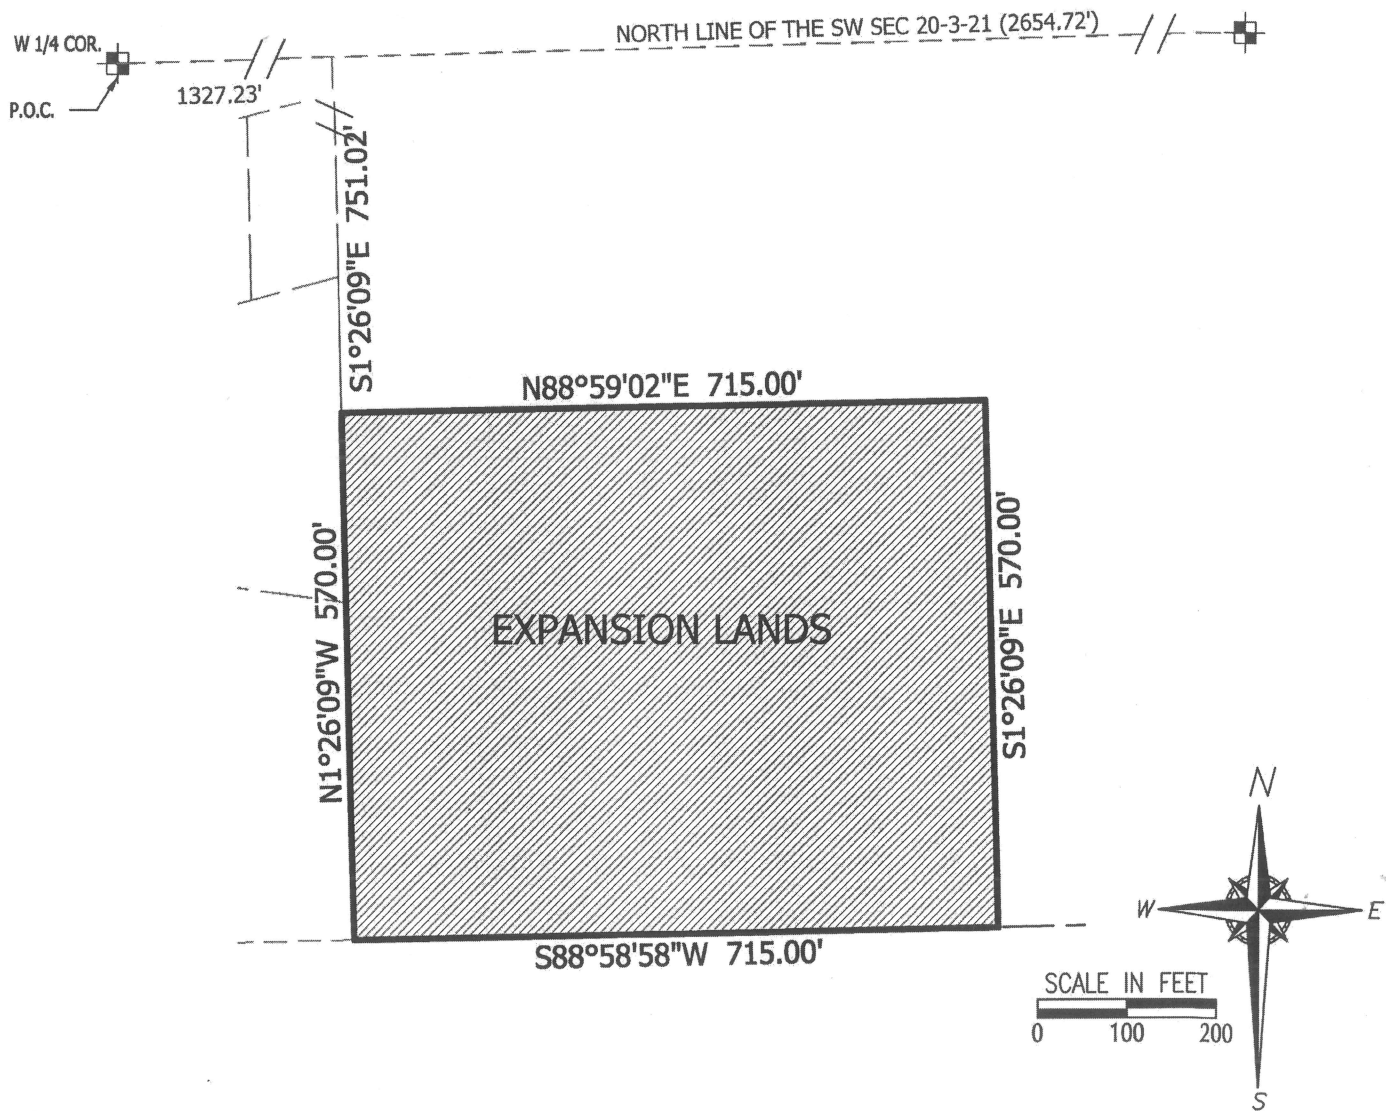 NORTH LINE OF THE SW SEC 20-3-21 (2654.72')
W 1/4 COR.
P.O.C.
1327.23'
S1°26'09"E 751.02'
N88°59'02"E 715.00'
N1°26'09"W 570.00'
EXPANSION LANDS
S1°26'09"E 570.00'
S88°58'58"W 715.00'
N
W
E
S
SCALE IN FEET
0 100 200